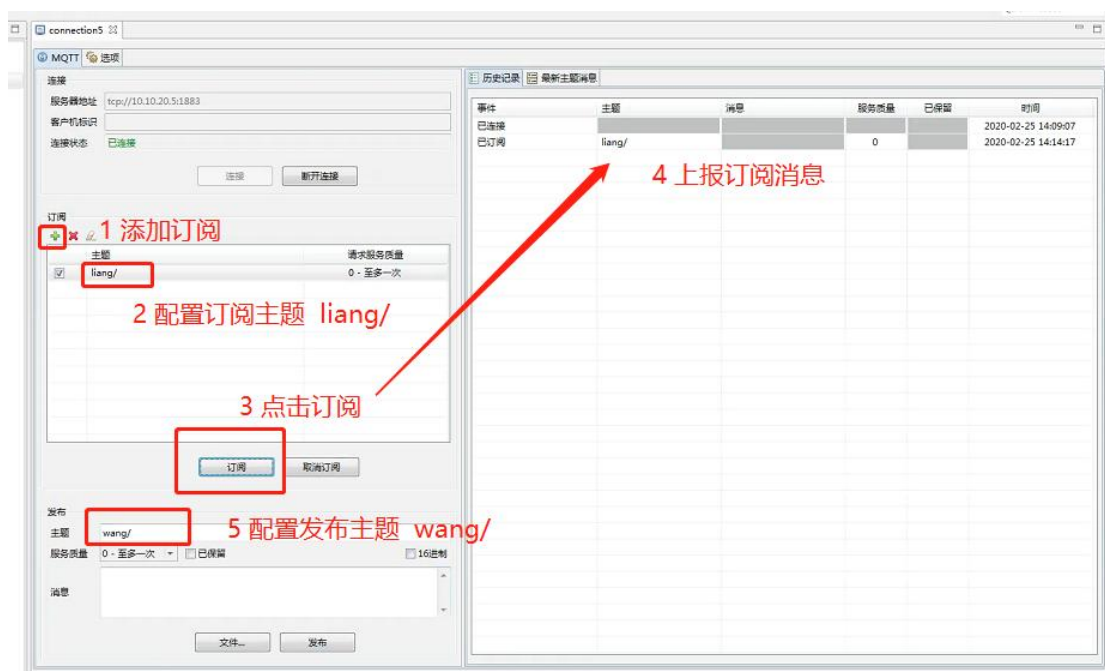 connection5
MQTT 选项
连接
服务器地址 tcp://10.10.20.5:1883
客户机标识
连接状态 已连接
连接 断开连接
订阅
1 添加订阅
主题 请求服务质量
liang/ 0 - 至多一次
2 配置订阅主题 liang/
3 点击订阅
订阅 取消订阅
发布
主题 wang/
5 配置发布主题 wang/
服务质量 0 - 至多一次 已保留 16进制
消息
文件... 发布
历史记录 最新主题消息
事件 主题 消息 服务质量 已保留 时间
已连接 2020-02-25 14:09:07
已订阅 liang/ 0 2020-02-25 14:14:17
4 上报订阅消息